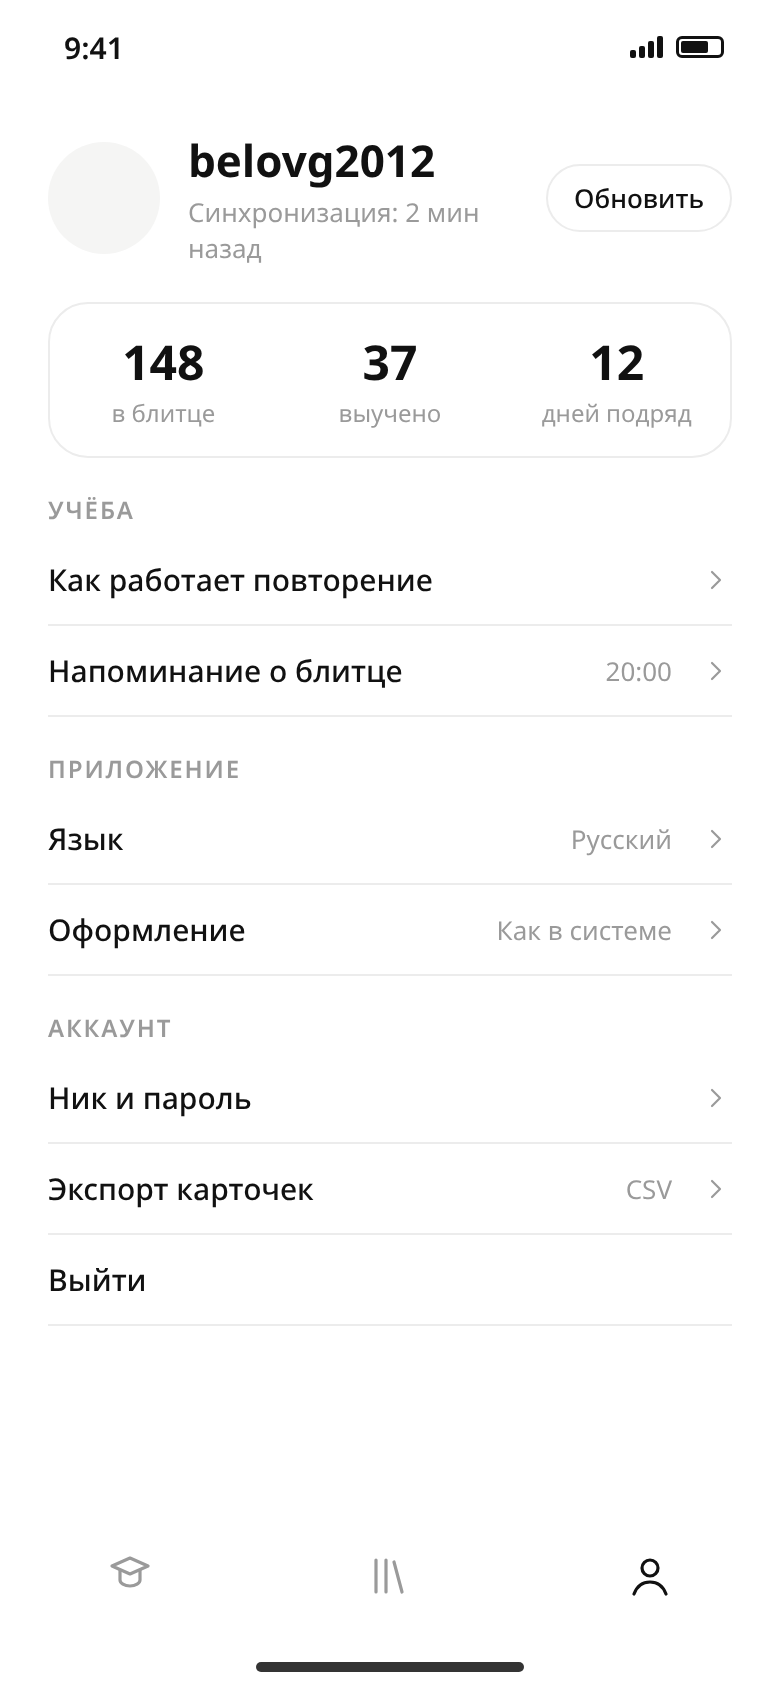 9:41
belovg2012
Синхронизация: 2 мин
назад
Обновить
148
в блитце
37
выучено
12
дней подряд
УЧЁБА
Как работает повторение
Напоминание о блитце 20:00
ПРИЛОЖЕНИЕ
Язык Русский
Оформление Как в системе
АККАУНТ
Ник и пароль
Экспорт карточек CSV
Выйти